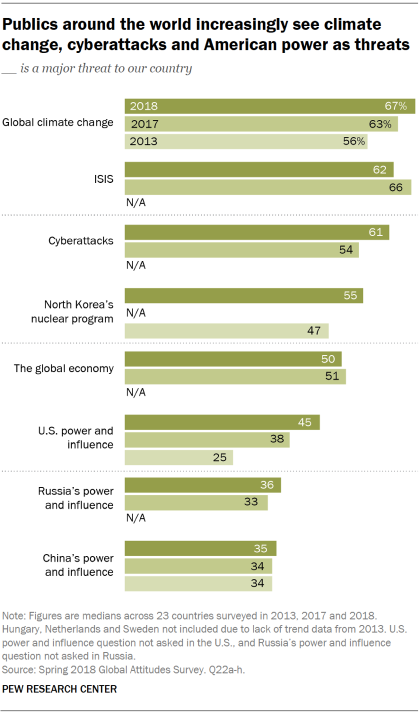 Publics around the world increasingly see climate
change, cyberattacks and American power as threats
__ is a major threat to our country
Global climate change
2018 67%
2017 63%
2013 56%
ISIS
62
66
N/A
Cyberattacks
61
54
N/A
North Korea's
nuclear program
55
N/A
47
The global economy
50
51
N/A
U.S. power and
influence
45
38
25
Russia's power
and influence
36
33
N/A
China's power
and influence
35
34
34
Note: Figures are medians across 23 countries surveyed in 2013, 2017 and 2018.
Hungary, Netherlands and Sweden not included due to lack of trend data from 2013. U.S.
power and influence question not asked in the U.S., and Russia's power and influence
question not asked in Russia.
Source: Spring 2018 Global Attitudes Survey. Q22a-h.
PEW RESEARCH CENTER